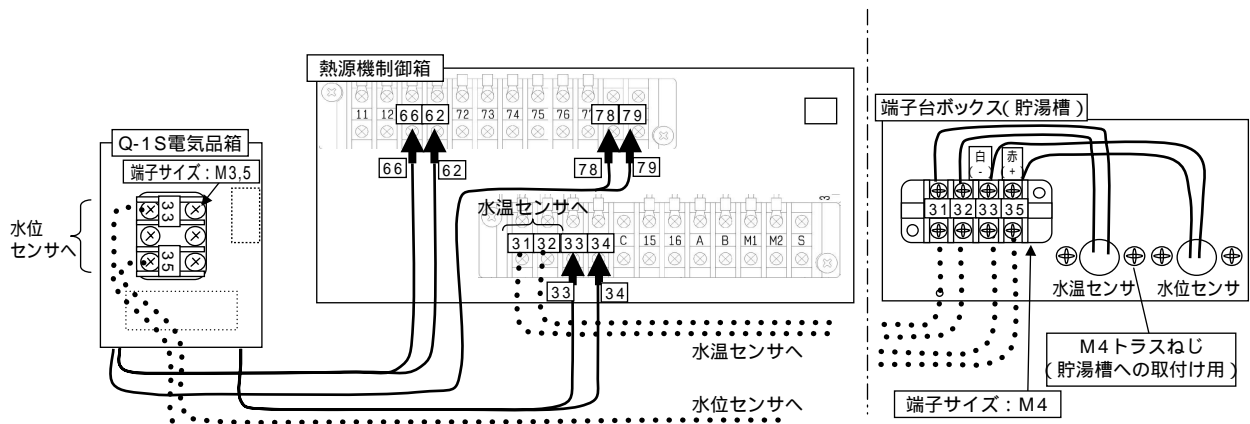 熱源機制御箱
11 12 66 62 72 73 74 75 76 77 78 79
66 62 78 79
Q-1S電気品箱
端子サイズ：M3,5
33
35
水位
センサへ
水温センサへ
31 32 33 34 C 15 16 A B M1 M2 S
3
33 34
水温センサへ
水位センサへ
端子台ボックス(貯湯槽)
白
(-)
赤
(+)
31 32 33 35
水温センサ 水位センサ
M4トラスねじ
(貯湯槽への取付け用)
端子サイズ：M4